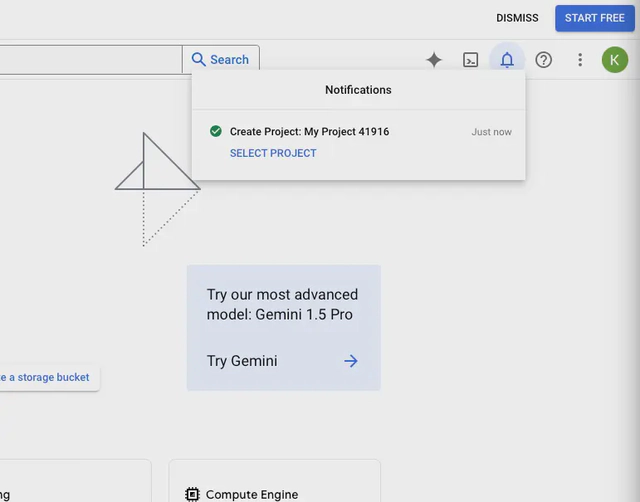 DISMISS
START FREE
Search
K
Notifications
Create Project: My Project 41916
Just now
SELECT PROJECT
Try our most advanced
model: Gemini 1.5 Pro
Try Gemini
e a storage bucket
ng
Compute Engine